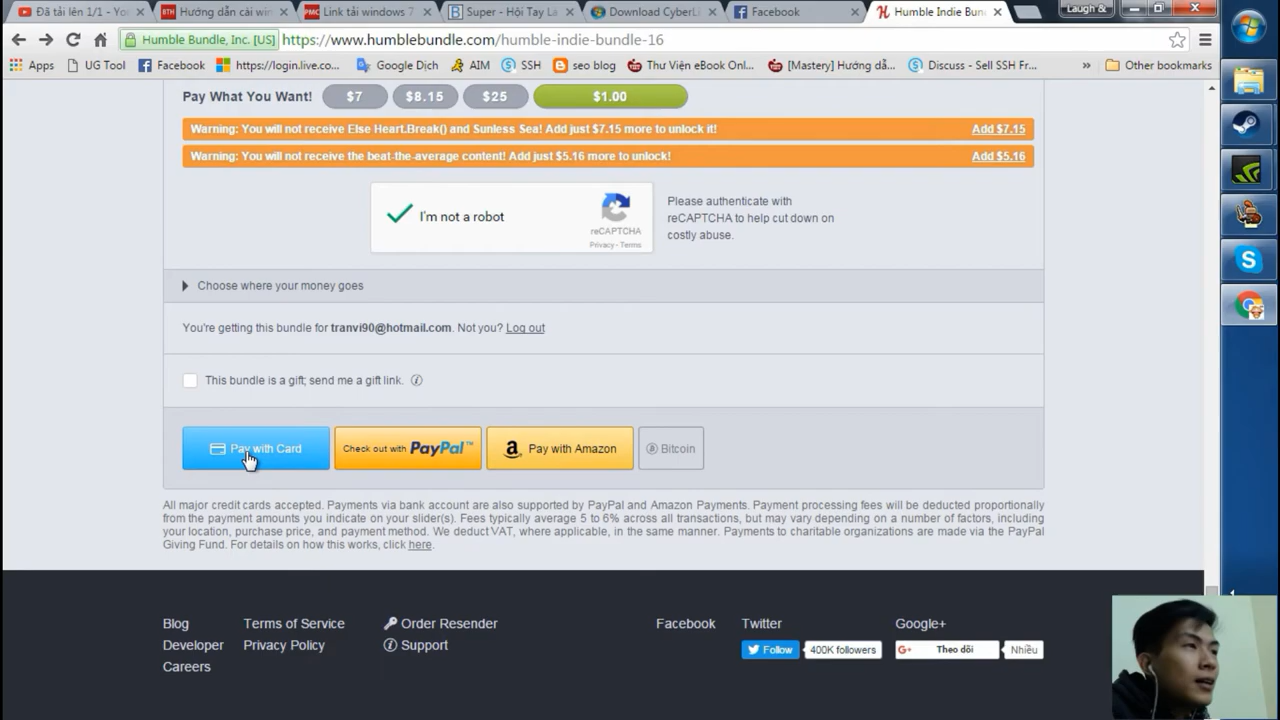 Đã tải lên 1/1 - Yo
Hướng dẫn cài win
Link tải windows 7
Super - Hội Tay Lá
Download CyberLi
Facebook
Humble Indie Bun
Laugh &
Humble Bundle, Inc. [US]
https://www.humblebundle.com/humble-indie-bundle-16
Apps
UG Tool
Facebook
https://login.live.co...
Google Dịch
AIM
SSH
seo blog
Thư Viện eBook Onl...
[Mastery] Hướng dẫ...
Discuss - Sell SSH Fr...
»
Other bookmarks
Pay What You Want! $7 $8.15 $25 $1.00
Warning: You will not receive Else Heart.Break() and Sunless Sea! Add just $7.15 more to unlock it! Add $7.15
Warning: You will not receive the beat-the-average content! Add just $5.16 more to unlock! Add $5.16
I'm not a robot
reCAPTCHA
Privacy - Terms
Please authenticate with
reCAPTCHA to help cut down on
costly abuse.
Choose where your money goes
You're getting this bundle for tranvi90@hotmail.com. Not you? Log out
This bundle is a gift; send me a gift link.
Pay with Card
Check out with PayPal™
Pay with Amazon
Bitcoin
All major credit cards accepted. Payments via bank account are also supported by PayPal and Amazon Payments. Payment processing fees will be deducted proportionally
from the payment amounts you indicate on your slider(s). Fees typically average 5 to 6% across all transactions, but may vary depending on a number of factors, including
your location, purchase price, and payment method. We deduct VAT, where applicable, in the same manner. Payments to charitable organizations are made via the PayPal
Giving Fund. For details on how this works, click here.
Blog
Developer
Careers
Terms of Service
Privacy Policy
Order Resender
Support
Facebook
Twitter
Follow 400K followers
Google+
G+ Theo dõi Nhiều